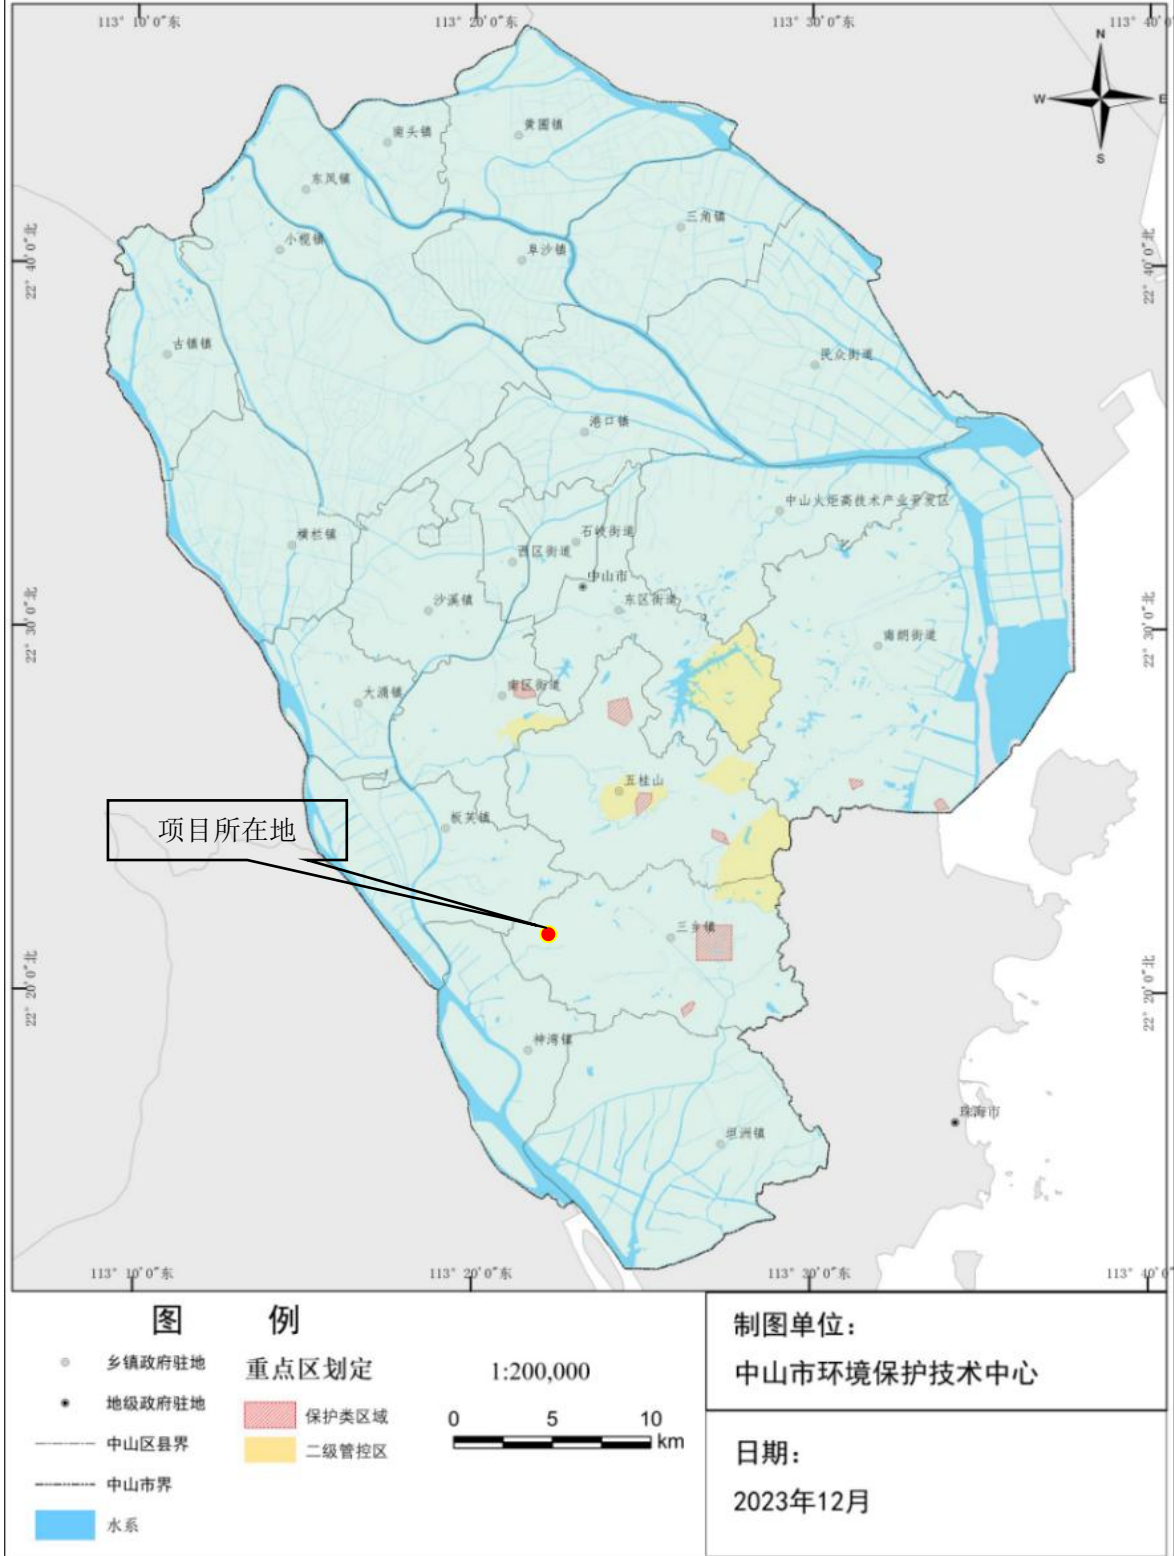 113° 10'0"东
113° 20'0"东
113° 30'0"东
113° 40'0"
N
W
E
S
黄圃镇
南头镇
东凤镇
三角镇
小榄镇
阜沙镇
22° 40'0"北
22° 40'0"北
古镇镇
民众街道
港口镇
中山火炬高技术产业开发区
石岐街道
横栏镇
西区街道
中山市
沙溪镇
东区街道
22° 30'0"北
22° 30'0"北
南朗街道
南区街道
大涌镇
五桂山
项目所在地
板芙镇
三乡镇
22° 20'0"北
22° 20'0"北
神湾镇
珠海市
坦洲镇
113° 10'0"东
113° 20'0"东
113° 30'0"东
113° 40'0"
图 例
乡镇政府驻地
地级政府驻地
中山区县界
中山市界
水系
重点区划定
保护类区域
二级管控区
1:200,000
0 5 10
km
制图单位：
中山市环境保护技术中心
日期：
2023年12月